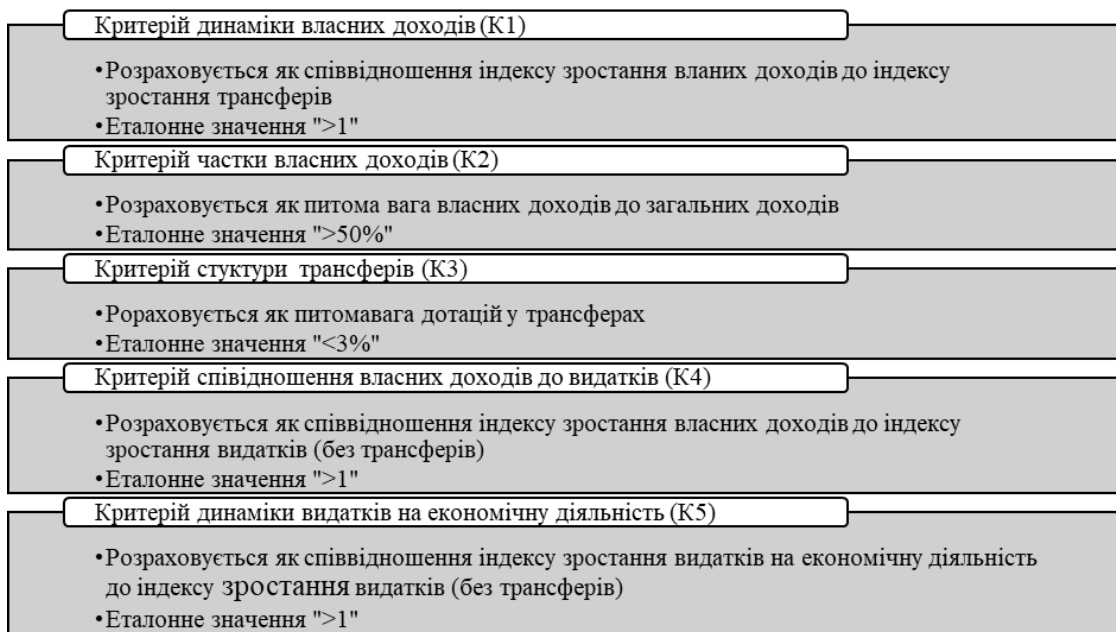 Критерій динаміки власних доходів (К1)
•Розраховується як співвідношення індексу зростання вланих доходів до індексу
зростання трансферів
•Еталонне значення ">1"
Критерій частки власних доходів (К2)
•Розраховується як питома вага власних доходів до загальних доходів
•Еталонне значення ">50%"
Критерій стуктури трансферів (К3)
•Рораховується як питомавага дотацій у трансферах
•Еталонне значення "<3%"
Критерій співідношення власних доходів до видатків (К4)
•Розраховується як співвідношення індексу зростання власних доходів до індексу
зростання видатків (без трансферів)
•Еталонне значення ">1"
Критерій динаміки видатків на економічну діяльність (К5)
•Розраховується як співвідношення індексу зростання видатків на економічну діяльність
до індексу зростання видатків (без трансферів)
•Еталонне значення ">1"